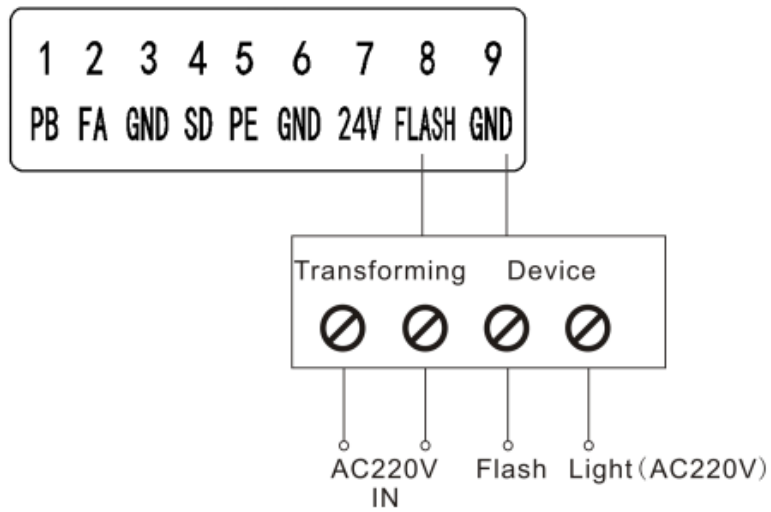 1 2 3 4 5 6 7 8 9
PB FA GND SD PE GND 24V FLASH GND
Transforming Device
AC220V Flash Light(AC220V)
IN